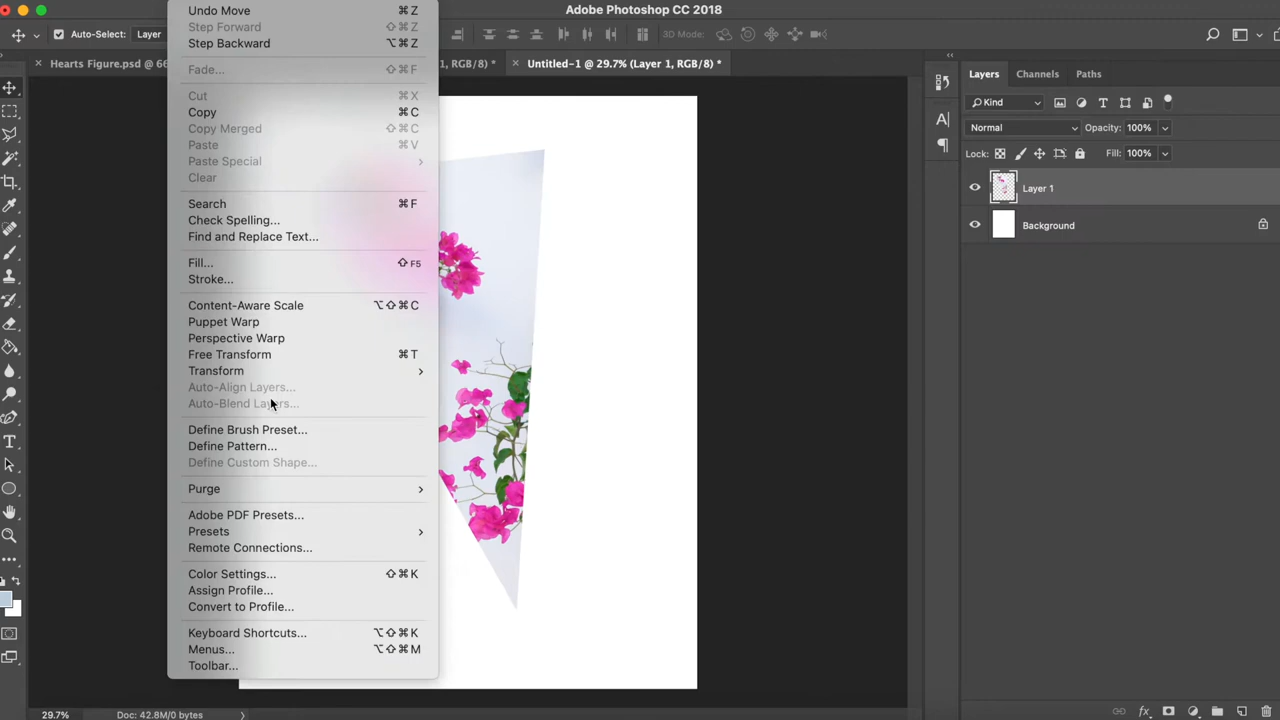 Adobe Photoshop CC 2018
Auto-Select: Layer
3D Mode:
Hearts Figure.psd @ 66
1, RGB/8) *
Untitled-1 @ 29.7% (Layer 1, RGB/8) *
Undo Move ⌘Z
Step Forward ⇧⌘Z
Step Backward ⌥⌘Z
Fade... ⇧⌘F
Cut ⌘X
Copy ⌘C
Copy Merged ⇧⌘C
Paste ⌘V
Paste Special
Clear
Search ⌘F
Check Spelling...
Find and Replace Text...
Fill... ⇧F5
Stroke...
Content-Aware Scale ⌥⇧⌘C
Puppet Warp
Perspective Warp
Free Transform ⌘T
Transform
Auto-Align Layers...
Auto-Blend Layers...
Define Brush Preset...
Define Pattern...
Define Custom Shape...
Purge
Adobe PDF Presets...
Presets
Remote Connections...
Color Settings... ⇧⌘K
Assign Profile...
Convert to Profile...
Keyboard Shortcuts... ⌥⇧⌘K
Menus... ⌥⇧⌘M
Toolbar...
Layers Channels Paths
Kind
Normal Opacity: 100%
Lock: Fill: 100%
Layer 1
Background
29.7% Doc: 42.8M/0 bytes